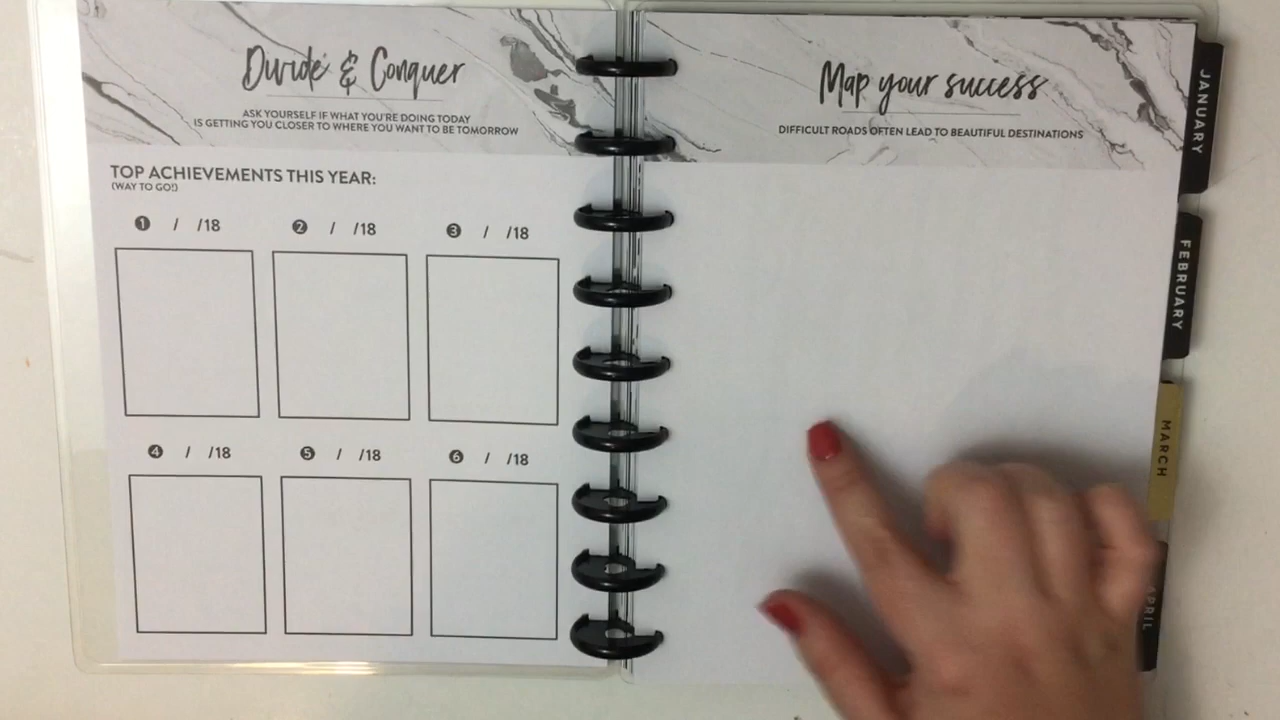 Divide & Conquer
ASK YOURSELF IF WHAT YOU'RE DOING TODAY
IS GETTING YOU CLOSER TO WHERE YOU WANT TO BE TOMORROW
TOP ACHIEVEMENTS THIS YEAR:
(WAY TO GO!)
1 / /18
2 / /18
3 / /18
4 / /18
5 / /18
6 / /18
Map your success
DIFFICULT ROADS OFTEN LEAD TO BEAUTIFUL DESTINATIONS
JANUARY
FEBRUARY
MARCH
APRIL